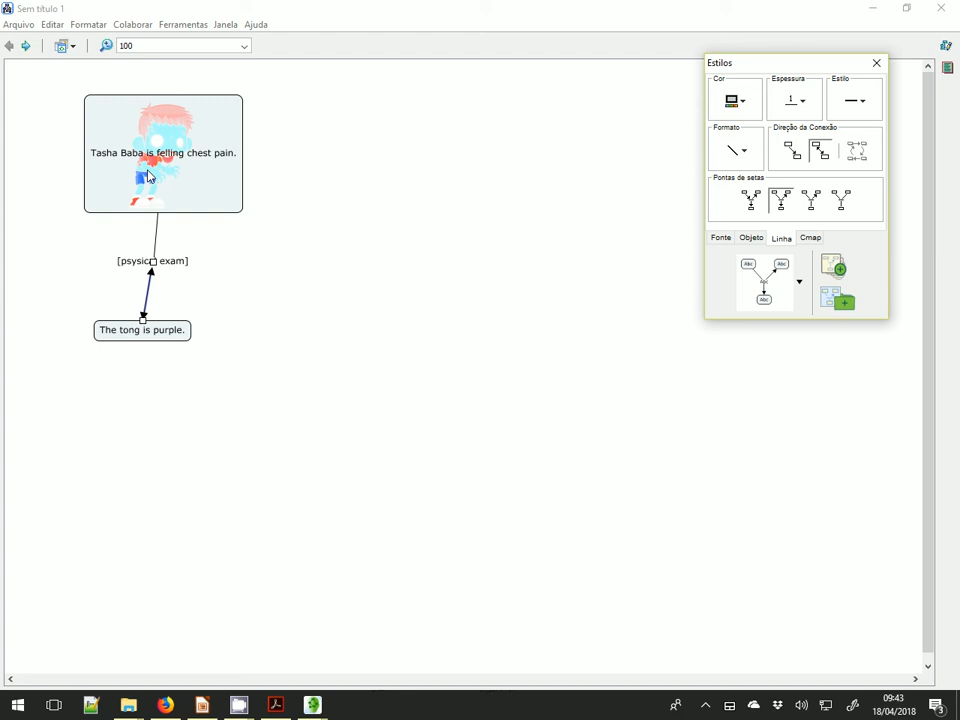 Sem título 1
Arquivo Editar Formatar Colaborar Ferramentas Janela Ajuda
100
Tasha Baba is felling chest pain.
[psysical exam]
The tong is purple.
Estilos
Cor Espessura Estilo
1
Formato Direção da Conexão
Pontas de setas
Fonte Objeto Linha Cmap
Abc Abc
Abc
Abc
09:43
18/04/2018
3